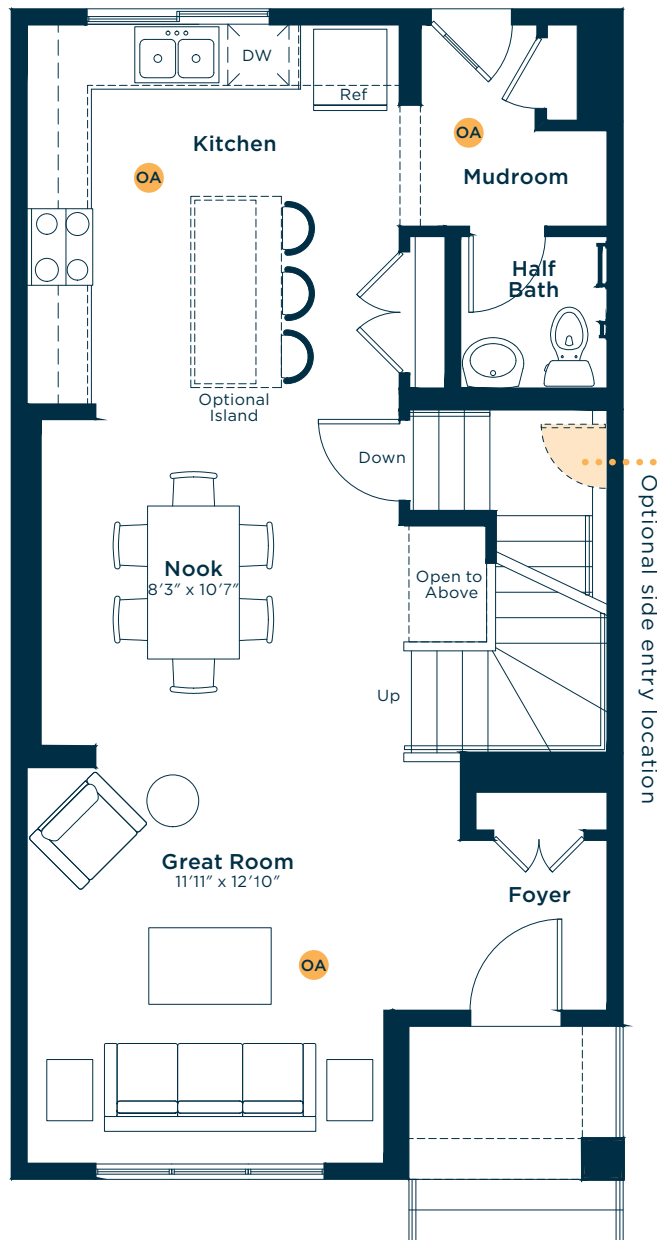 DW
Ref
Kitchen
OA
OA
Mudroom
Half
Bath
Optional
Island
Down
Optional side entry location
Nook
8'3" x 10'7"
Open to
Above
Up
Great Room
11'11" x 12'10"
Foyer
OA